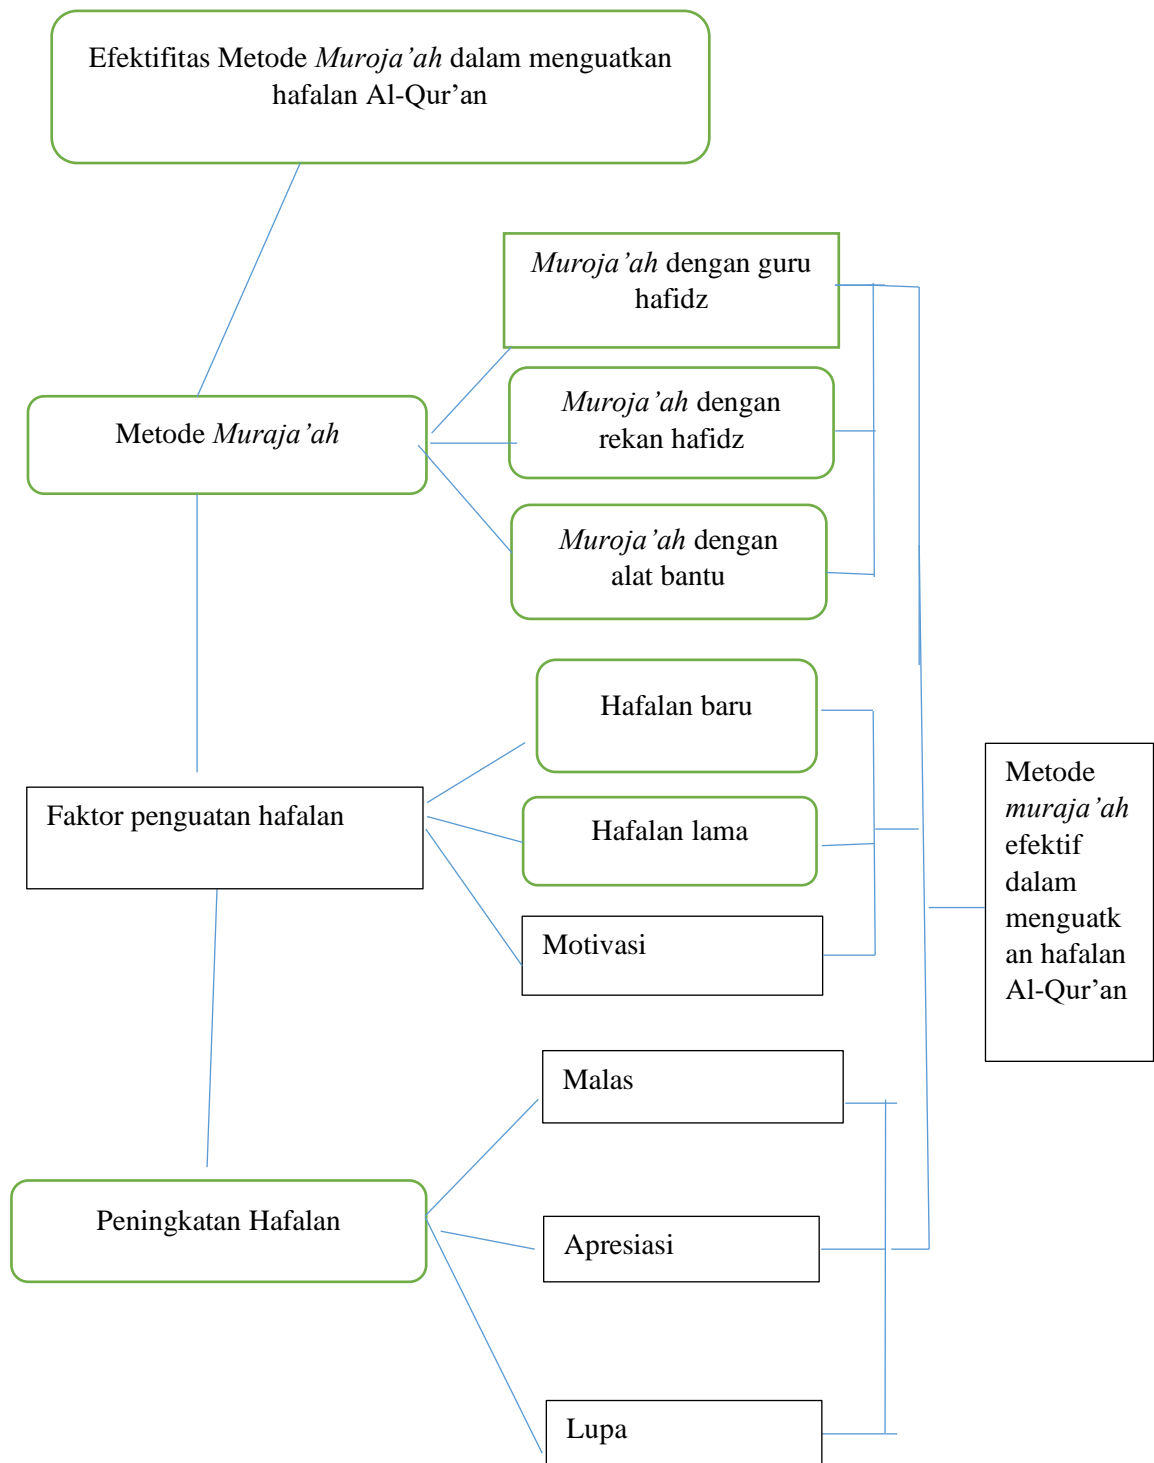 Efektifitas Metode Muroja’ah dalam menguatkan
hafalan Al-Qur’an
Muroja’ah dengan guru
hafidz
Metode Muraja’ah
Muroja’ah dengan
rekan hafidz
Muroja’ah dengan
alat bantu
Faktor penguatan hafalan
Hafalan baru
Hafalan lama
Motivasi
Peningkatan Hafalan
Malas
Apresiasi
Lupa
Metode
muraja’ah
efektif
dalam
menguatk
an hafalan
Al-Qur’an